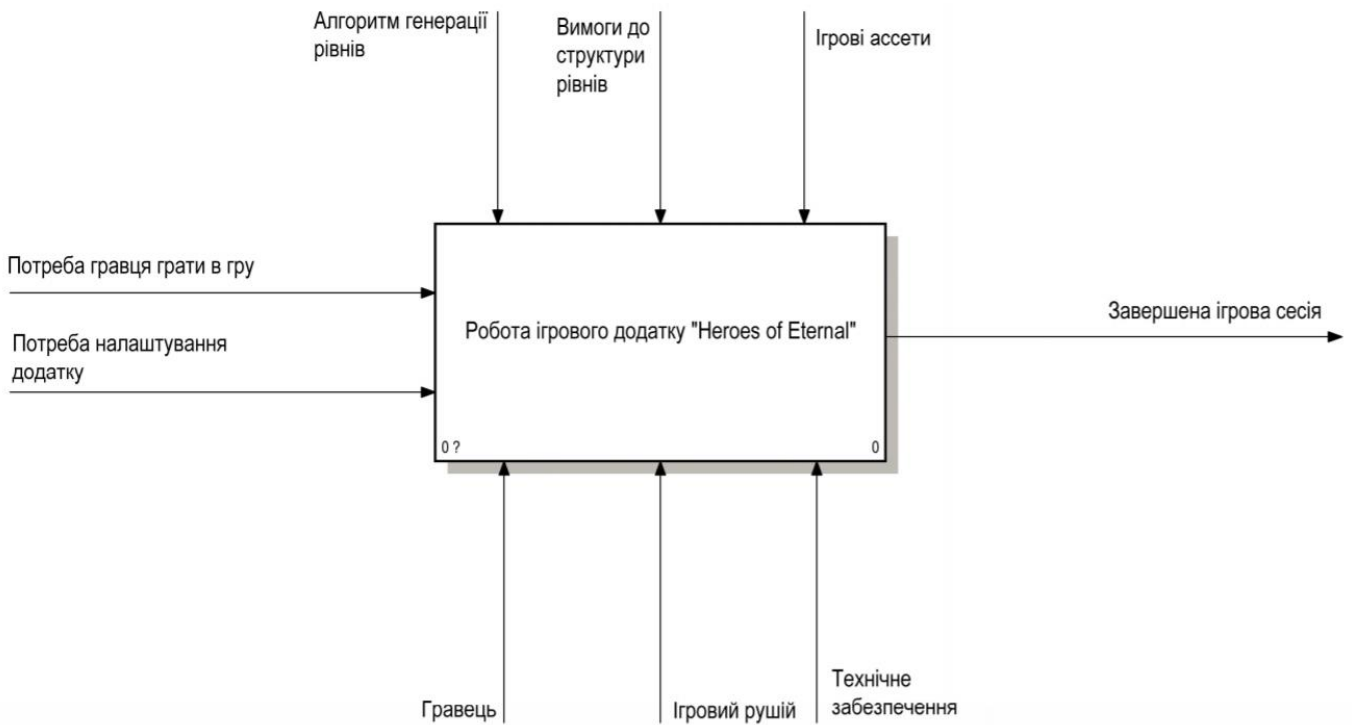 Алгоритм генерації
рівнів
Вимоги до
структури
рівнів
Ігрові ассети
Потреба гравця грати в гру
Потреба налаштування
додатку
Робота ігрового додатку "Heroes of Eternal"
0 ?
0
Завершена ігрова сесія
Гравець
Ігровий рушій
Технічне
забезпечення